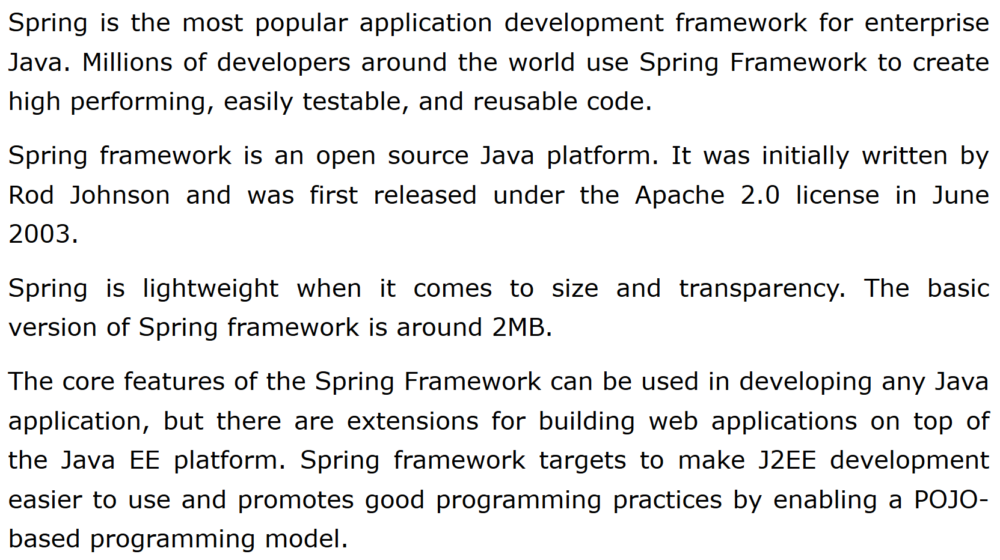 Spring is the most popular application development framework for enterprise
Java. Millions of developers around the world use Spring Framework to create
high performing, easily testable, and reusable code.
Spring framework is an open source Java platform. It was initially written by
Rod Johnson and was first released under the Apache 2.0 license in June
2003.
Spring is lightweight when it comes to size and transparency. The basic
version of Spring framework is around 2MB.
The core features of the Spring Framework can be used in developing any Java
application, but there are extensions for building web applications on top of
the Java EE platform. Spring framework targets to make J2EE development
easier to use and promotes good programming practices by enabling a POJO-
based programming model.